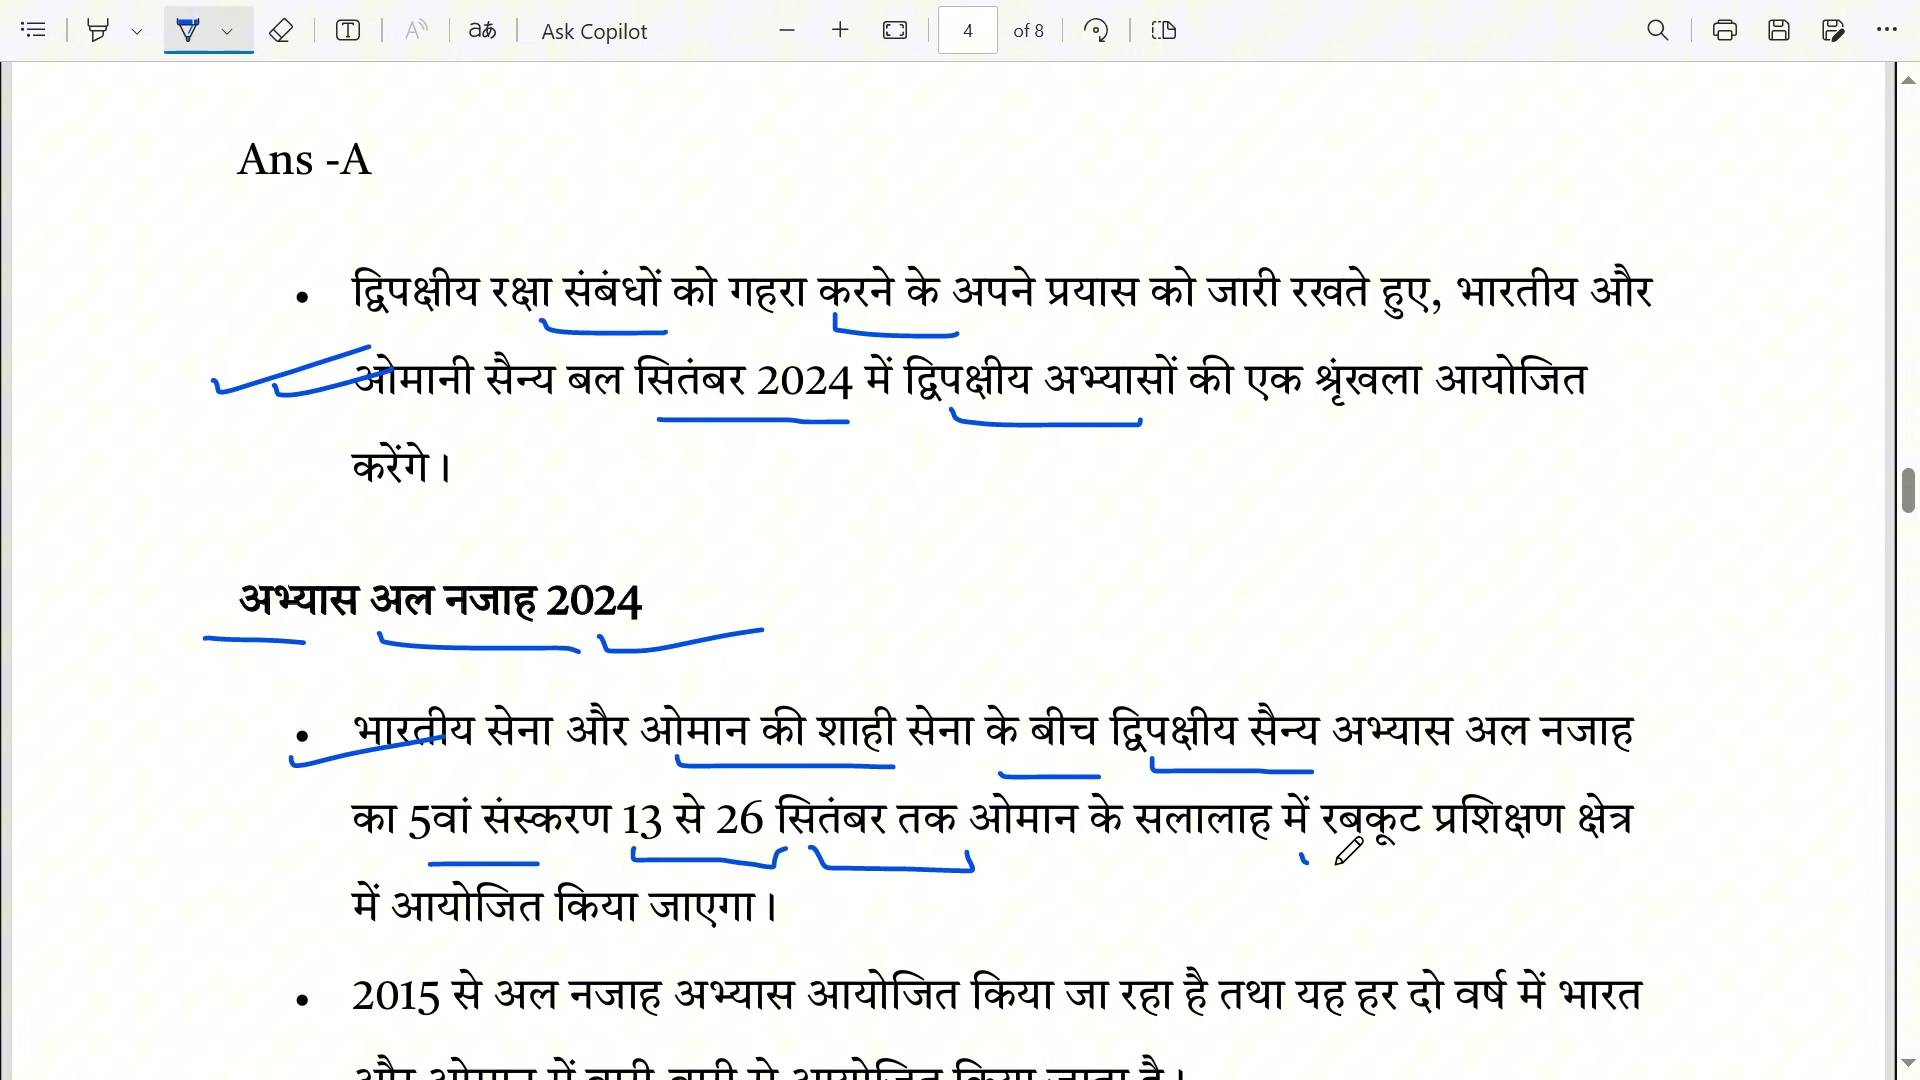 Ask Copilot
4 of 8
Ans -A
• द्विपक्षीय रक्षा संबंधों को गहरा करने के अपने प्रयास को जारी रखते हुए, भारतीय और
ओमानी सैन्य बल सितंबर 2024 में द्विपक्षीय अभ्यासों की एक श्रृंखला आयोजित
करेंगे।
अभ्यास अल नजाह 2024
• भारतीय सेना और ओमान की शाही सेना के बीच द्विपक्षीय सैन्य अभ्यास अल नजाह
का 5वां संस्करण 13 से 26 सितंबर तक ओमान के सलालाह में रबकूट प्रशिक्षण क्षेत्र
में आयोजित किया जाएगा।
• 2015 से अल नजाह अभ्यास आयोजित किया जा रहा है तथा यह हर दो वर्ष में भारत
और ओमान में बारी-बारी से आयोजित किया जाता है।